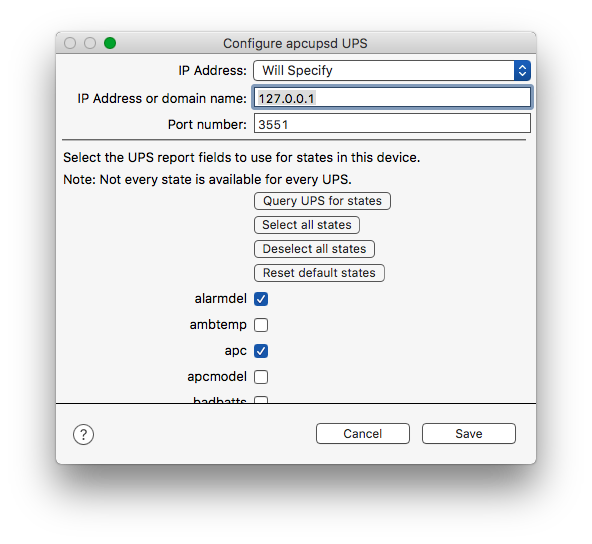 Configure apcupsd UPS
IP Address: Will Specify
IP Address or domain name: 127.0.0.1
Port number: 3551
Select the UPS report fields to use for states in this device.
Note: Not every state is available for every UPS.
Query UPS for states
Select all states
Deselect all states
Reset default states
alarmdel
ambtemp
apc
apcmodel
badbatts
?
Cancel
Save